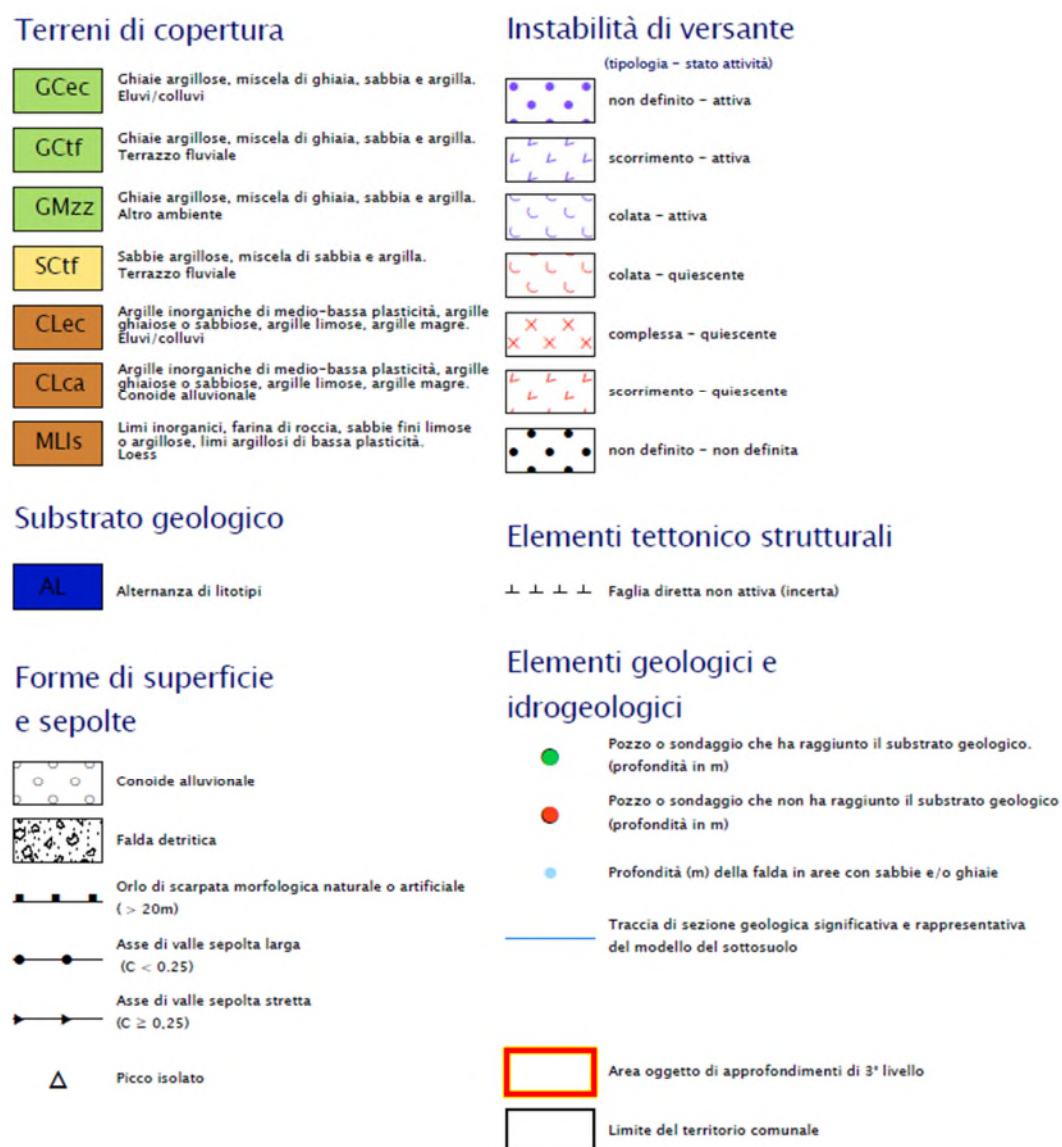 Terreni di copertura
GCec
Ghiaie argillose, miscela di ghiaia, sabbia e argilla.
Eluvi/colluvi
GCtf
Ghiaie argillose, miscela di ghiaia, sabbia e argilla.
Terrazzo fluviale
GMzz
Ghiaie argillose, miscela di ghiaia, sabbia e argilla.
Altro ambiente
SCtf
Sabbie argillose, miscela di sabbia e argilla.
Terrazzo fluviale
CLec
Argille inorganiche di medio-bassa plasticità, argille
ghiaiose o sabbiose, argille limose, argille magre.
Eluvi/colluvi
CLca
Argille inorganiche di medio-bassa plasticità, argille
ghiaiose o sabbiose, argille limose, argille magre.
Conoide alluvionale
MLls
Limi inorganici, farina di roccia, sabbie fini limose
o argillose, limi argillosi di bassa plasticità.
Loess
Substrato geologico
AL
Alternanza di litotipi
Forme di superficie
e sepolte
Conoide alluvionale
Falda detritica
Orlo di scarpata morfologica naturale o artificiale
( > 20m)
Asse di valle sepolta larga
(C < 0.25)
Asse di valle sepolta stretta
(C ≥ 0,25)
Picco isolato
Instabilità di versante
(tipologia - stato attività)
non definito - attiva
scorrimento - attiva
colata - attiva
colata - quiescente
complessa - quiescente
scorrimento - quiescente
non definito - non definita
Elementi tettonico strutturali
Faglia diretta non attiva (incerta)
Elementi geologici e
idrogeologici
Pozzo o sondaggio che ha raggiunto il substrato geologico.
(profondità in m)
Pozzo o sondaggio che non ha raggiunto il substrato geologico
(profondità in m)
Profondità (m) della falda in aree con sabbie e/o ghiaie
Traccia di sezione geologica significativa e rappresentativa
del modello del sottosuolo
Area oggetto di approfondimenti di 3° livello
Limite del territorio comunale